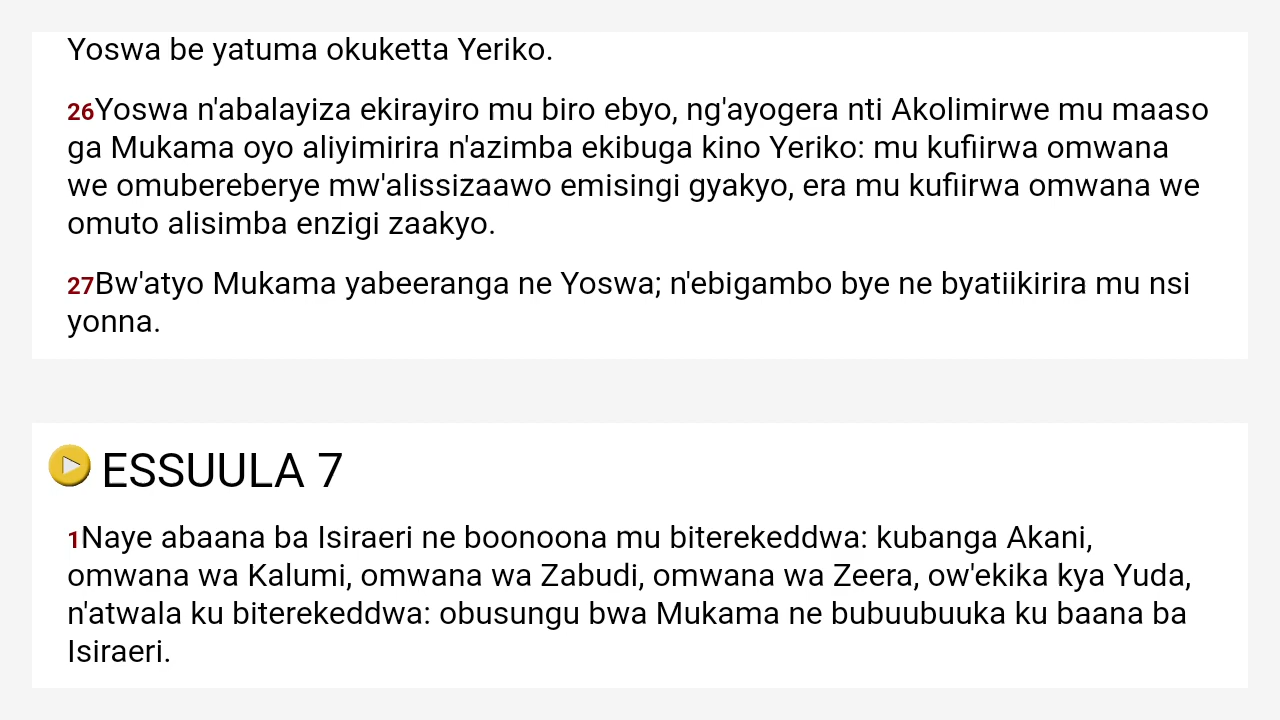 Yoswa be yatuma okuketta Yeriko.
26Yoswa n'abalayiza ekirayiro mu biro ebyo, ng'ayogera nti Akolimirwe mu maaso
ga Mukama oyo aliyimirira n'azimba ekibuga kino Yeriko: mu kufiirwa omwana
we omubereberye mw'alissizaawo emisingi gyakyo, era mu kufiirwa omwana we
omuto alisimba enzigi zaakyo.
27Bw'atyo Mukama yabeeranga ne Yoswa; n'ebigambo bye ne byatiikirira mu nsi
yonna.
ESSUULA 7
1Naye abaana ba Isiraeri ne boonoona mu biterekeddwa: kubanga Akani,
omwana wa Kalumi, omwana wa Zabudi, omwana wa Zeera, ow'ekika kya Yuda,
n'atwala ku biterekeddwa: obusungu bwa Mukama ne bubuubuuka ku baana ba
Isiraeri.